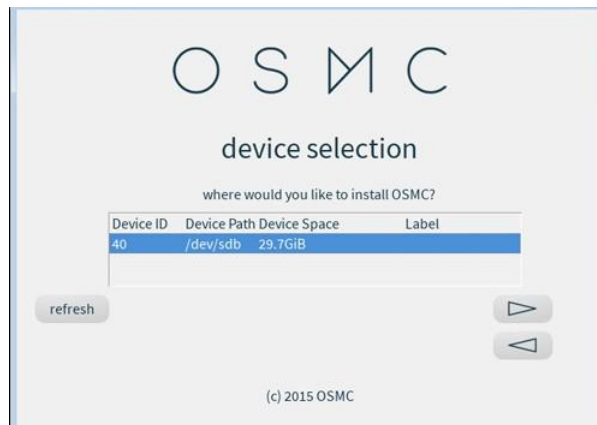 OSMC
device selection
where would you like to install OSMC?
Device ID Device Path Device Space Label
40 /dev/sdb 29.7GiB
refresh
(c) 2015 OSMC